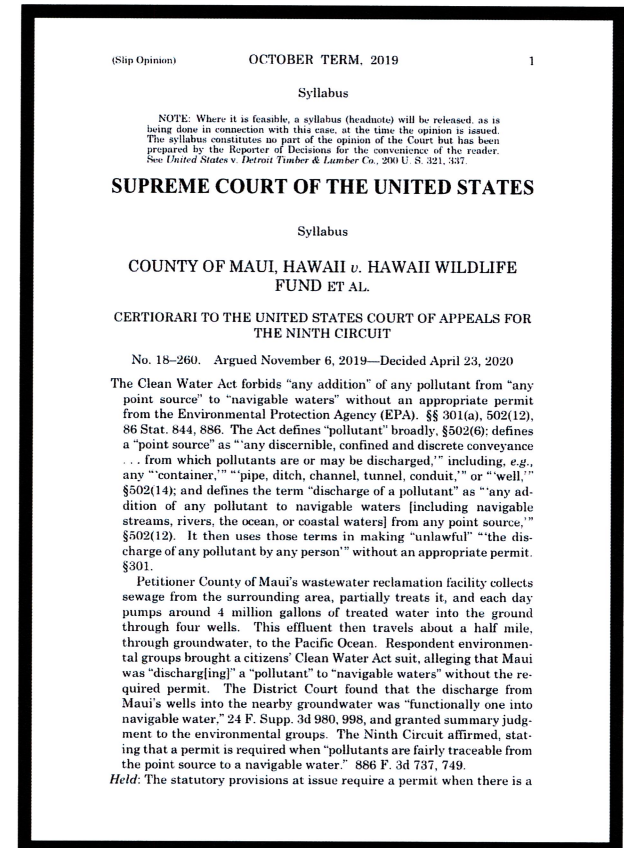 (Slip Opinion) OCTOBER TERM, 2019 1
Syllabus
NOTE: Where it is feasible, a syllabus (headnote) will be released, as is
being done in connection with this case, at the time the opinion is issued.
The syllabus constitutes no part of the opinion of the Court but has been
prepared by the Reporter of Decisions for the convenience of the reader.
See United States v. Detroit Timber & Lumber Co., 200 U. S. 321, 337.
SUPREME COURT OF THE UNITED STATES
Syllabus
COUNTY OF MAUI, HAWAII v. HAWAII WILDLIFE
FUND ET AL.
CERTIORARI TO THE UNITED STATES COURT OF APPEALS FOR
THE NINTH CIRCUIT
No. 18–260. Argued November 6, 2019—Decided April 23, 2020
The Clean Water Act forbids “any addition” of any pollutant from “any
point source” to “navigable waters” without an appropriate permit
from the Environmental Protection Agency (EPA). §§ 301(a), 502(12),
86 Stat. 844, 886. The Act defines “pollutant” broadly, §502(6); defines
a “point source” as “‘any discernible, confined and discrete conveyance
. . . from which pollutants are or may be discharged,’” including, e.g.,
any “‘container,’” “‘pipe, ditch, channel, tunnel, conduit,’” or “‘well,’”
§502(14); and defines the term “discharge of a pollutant” as “‘any ad-
dition of any pollutant to navigable waters [including navigable
streams, rivers, the ocean, or coastal waters] from any point source,’”
§502(12). It then uses those terms in making “unlawful” “‘the dis-
charge of any pollutant by any person’” without an appropriate permit.
§301.
Petitioner County of Maui’s wastewater reclamation facility collects
sewage from the surrounding area, partially treats it, and each day
pumps around 4 million gallons of treated water into the ground
through four wells. This effluent then travels about a half mile,
through groundwater, to the Pacific Ocean. Respondent environmen-
tal groups brought a citizens’ Clean Water Act suit, alleging that Maui
was “discharg[ing]” a “pollutant” to “navigable waters” without the re-
quired permit. The District Court found that the discharge from
Maui’s wells into the nearby groundwater was “functionally one into
navigable water,” 24 F. Supp. 3d 980, 998, and granted summary judg-
ment to the environmental groups. The Ninth Circuit affirmed, stat-
ing that a permit is required when “pollutants are fairly traceable from
the point source to a navigable water.” 886 F. 3d 737, 749.
Held: The statutory provisions at issue require a permit when there is a